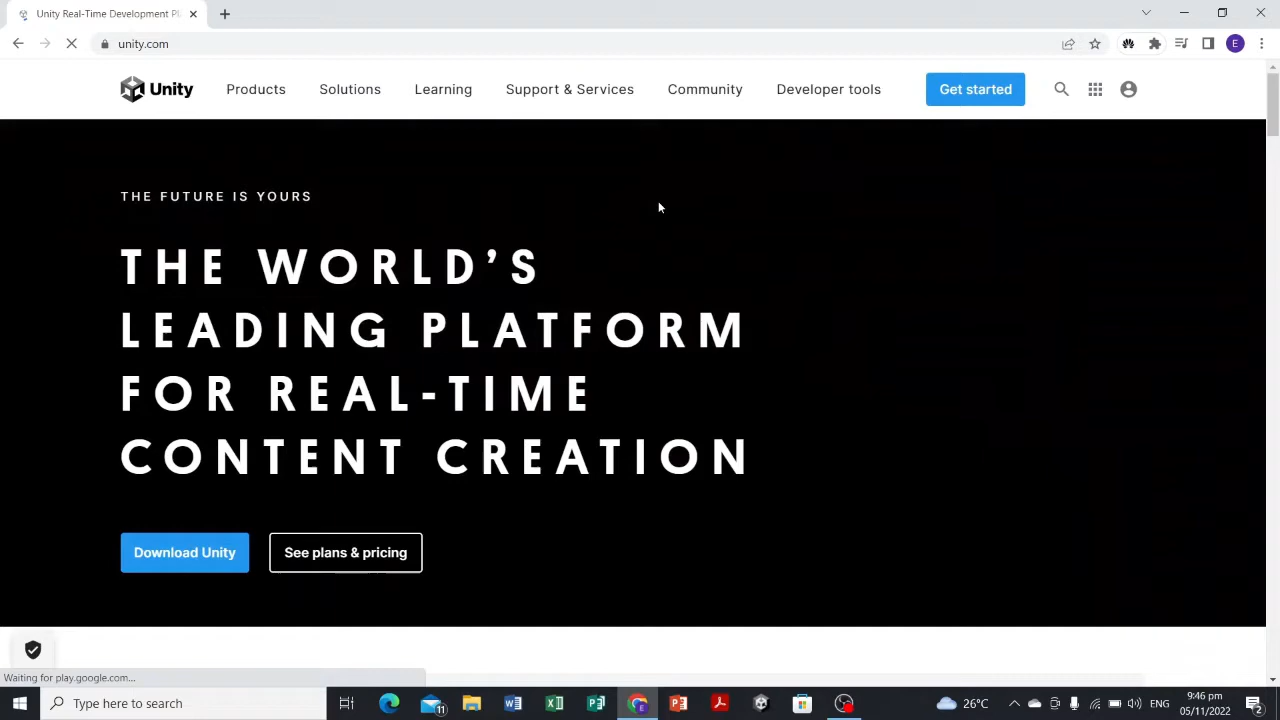 Unity Real-Time Development Pl
unity.com
E
Unity
Products
Solutions
Learning
Support & Services
Community
Developer tools
Get started
THE FUTURE IS YOURS
THE WORLD'S
LEADING PLATFORM
FOR REAL-TIME
CONTENT CREATION
Download Unity
See plans & pricing
Waiting for play.google.com...
Type here to search
11
26°C
ENG
9:46 pm
05/11/2022
2